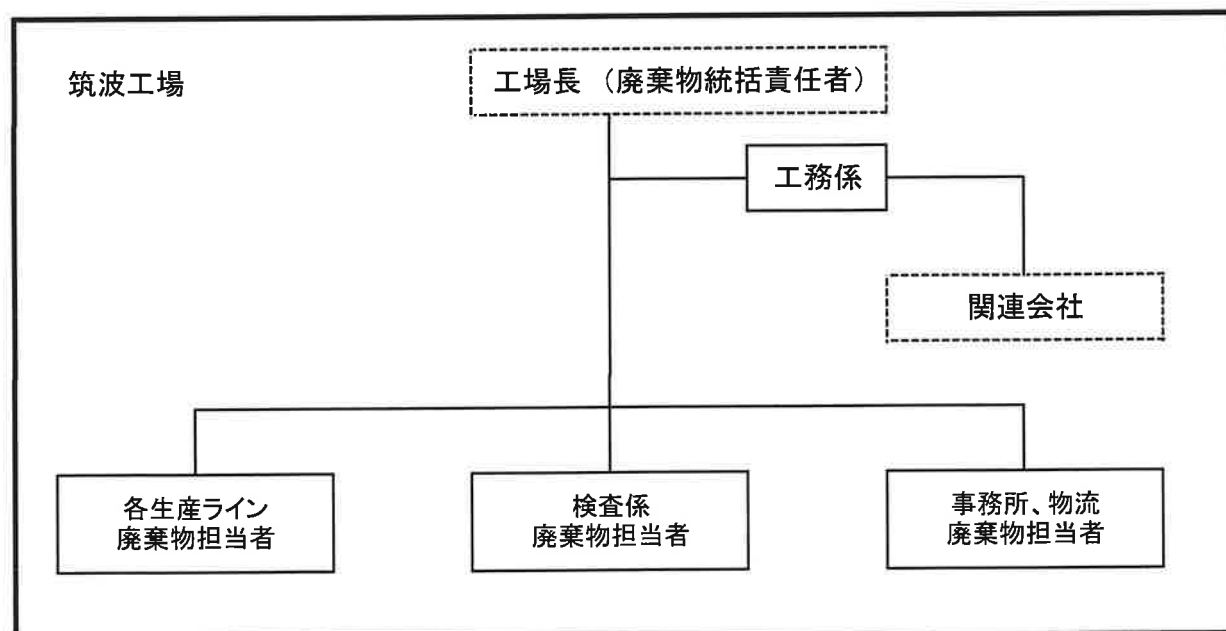 筑波工場
工場長 （廃棄物統括責任者）
工務係
関連会社
各生産ライン
廃棄物担当者
検査係
廃棄物担当者
事務所、物流
廃棄物担当者